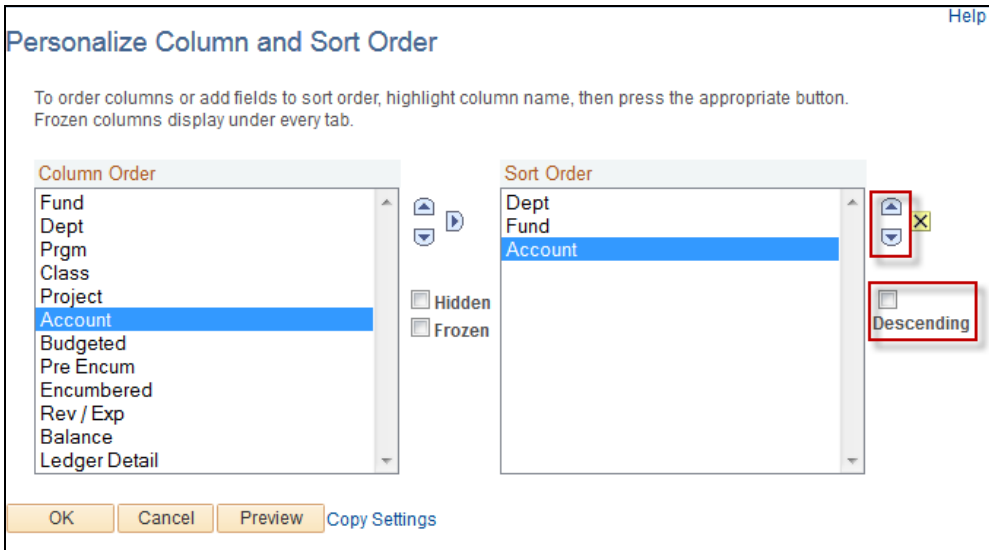 Help
Personalize Column and Sort Order
To order columns or add fields to sort order, highlight column name, then press the appropriate button.
Frozen columns display under every tab.
Column Order
Fund
Dept
Prgm
Class
Project
Account
Budgeted
Pre Encum
Encumbered
Rev / Exp
Balance
Ledger Detail
Hidden
Frozen
Sort Order
Dept
Fund
Account
Descending
OK
Cancel
Preview
Copy Settings